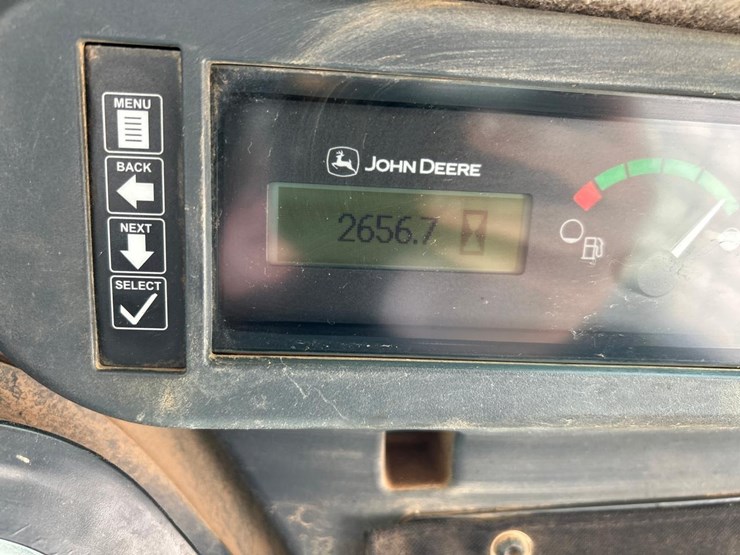 MENU
BACK
NEXT
SELECT
JOHN DEERE
2656.7